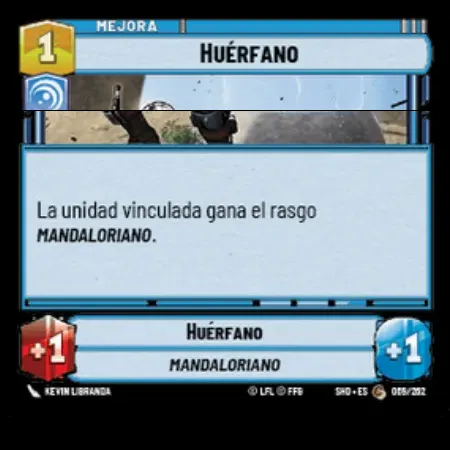 MEJORA
1
HUÉRFANO
La unidad vinculada gana el rasgo
MANDALORIANO.
HUÉRFANO
+1
+1
MANDALORIANO
KEVIN LIBRANDA
© LFL © FFG
SHD • ES
069/262